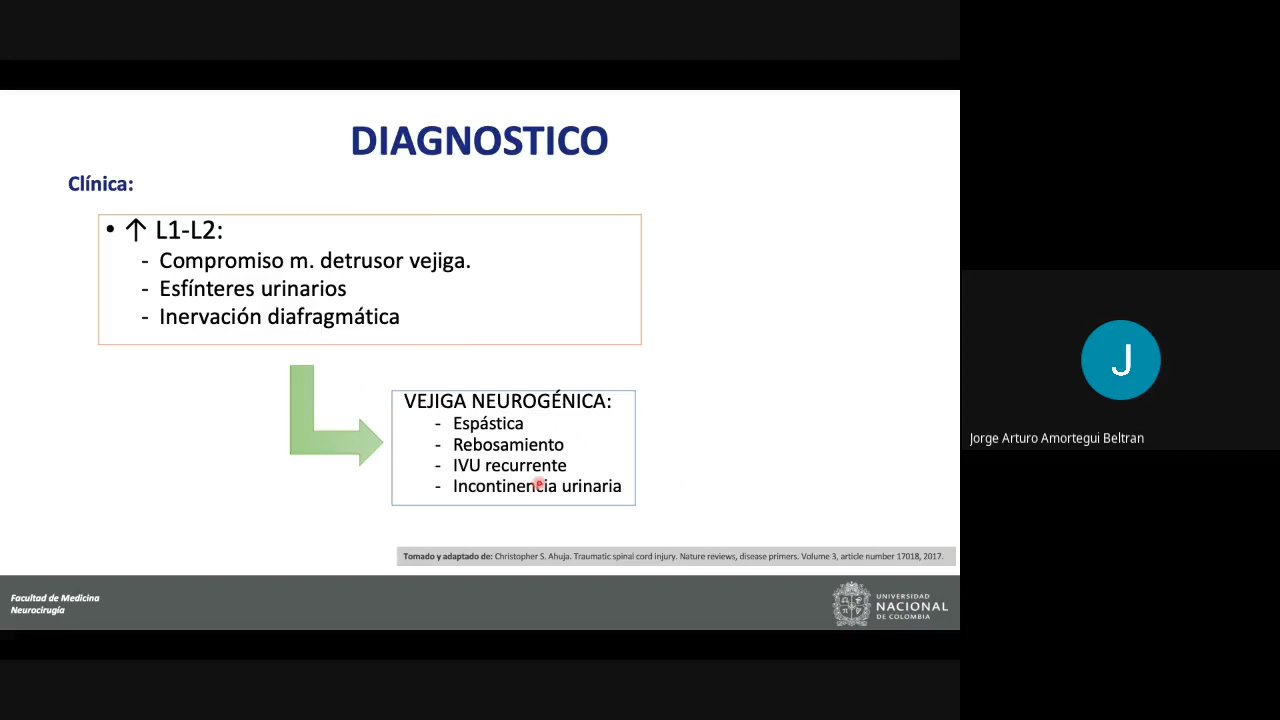 DIAGNOSTICO
Clínica:
• ↑ L1-L2:
- Compromiso m. detrusor vejiga.
- Esfínteres urinarios
- Inervación diafragmática
VEJIGA NEUROGÉNICA:
- Espástica
- Rebosamiento
- IVU recurrente
- Incontinencia urinaria
Tomado y adaptado de: Christopher S. Ahuja. Traumatic spinal cord injury. Nature reviews, disease primers. Volume 3, article number 17018, 2017.
Facultad de Medicina
Neurocirugía
UNIVERSIDAD
NACIONAL
DE COLOMBIA
J
Jorge Arturo Amortegui Beltran